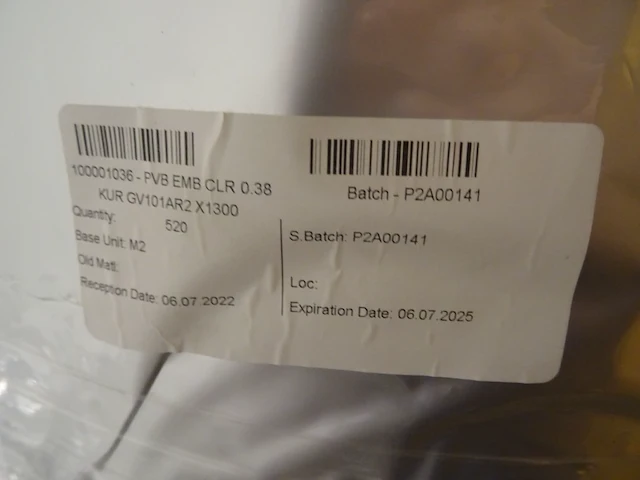 100001036 - PVB EMB CLR 0.38
KUR GV101AR2 X1300
Quantity: 520
Base Unit: M2
Old Matt:
Reception Date: 06.07.2022
Batch - P2A00141
S.Batch: P2A00141
Loc:
Expiration Date: 06.07.2025